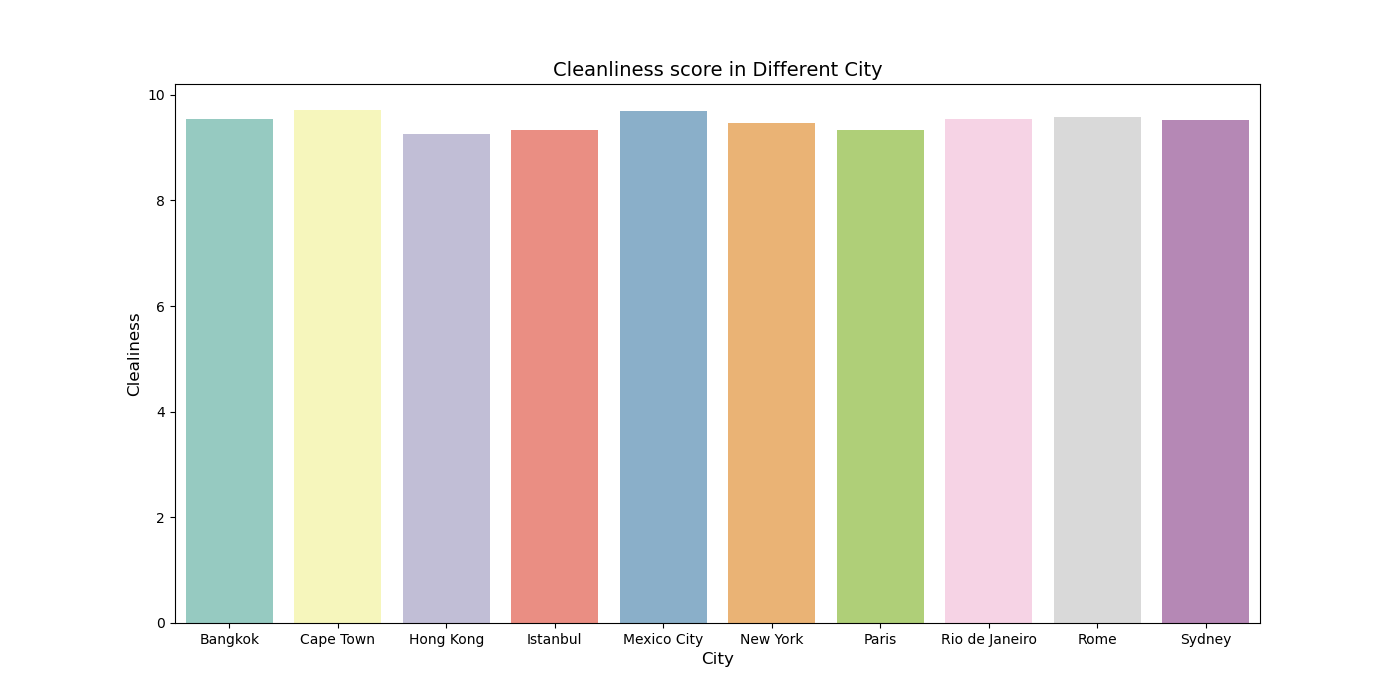 Cleanliness score in Different City
10
8
6
4
2
0
Clealiness
Bangkok Cape Town Hong Kong Istanbul Mexico City New York Paris Rio de Janeiro Rome Sydney
City